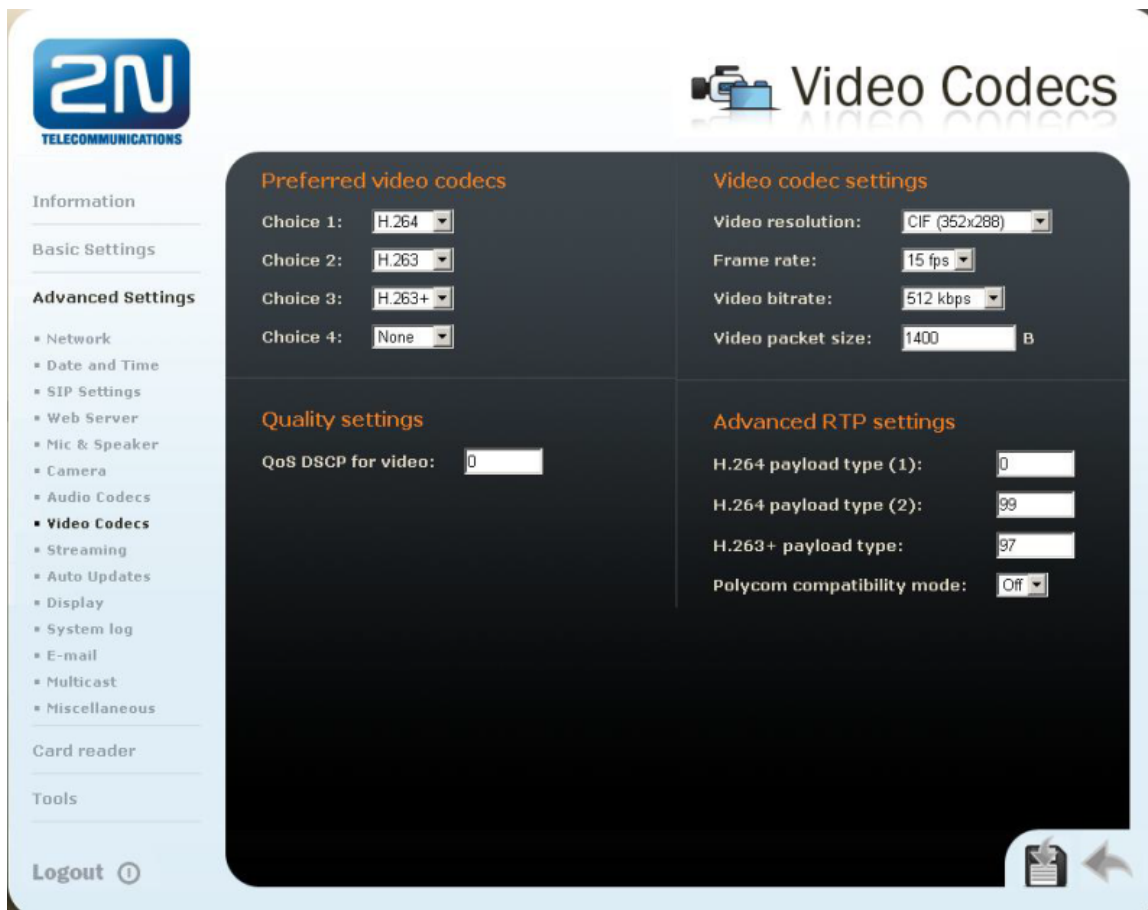 2N
TELECOMMUNICATIONS
Video Codecs
Information
Basic Settings
Advanced Settings
Network
Date and Time
SIP Settings
Web Server
Mic & Speaker
Camera
Audio Codecs
Video Codecs
Streaming
Auto Updates
Display
System log
E-mail
Multicast
Miscellaneous
Card reader
Tools
Logout
Preferred video codecs
Choice 1: H.264
Choice 2: H.263
Choice 3: H.263+
Choice 4: None
Video codec settings
Video resolution: CIF (352x288)
Frame rate: 15 fps
Video bitrate: 512 kbps
Video packet size: 1400 B
Quality settings
QoS DSCP for video: 0
Advanced RTP settings
H.264 payload type (1): 0
H.264 payload type (2): 99
H.263+ payload type: 97
Polycom compatibility mode: Off